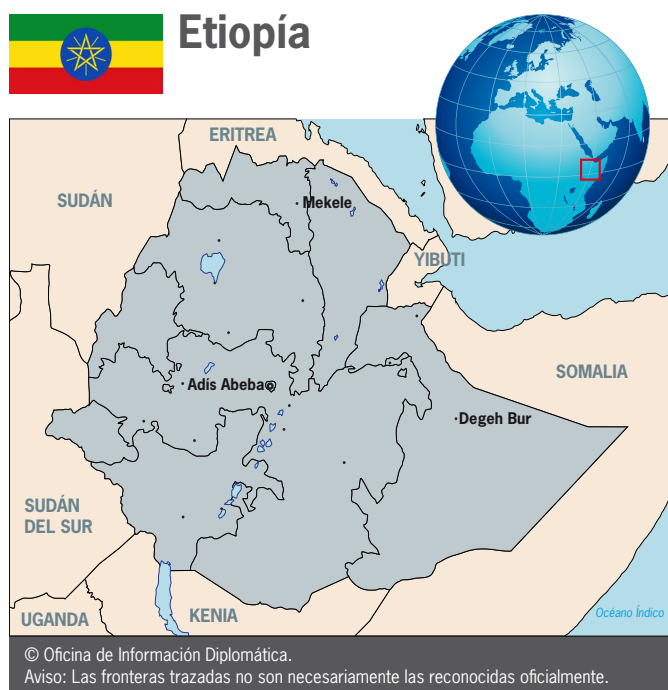 Etiopía
ERITREA
SUDÁN
Mekele
YIBUTI
SOMALIA
Adís Abeba
Degeh Bur
SUDÁN
DEL SUR
UGANDA
KENIA
Océano Índico
© Oficina de Información Diplomática.
Aviso: Las fronteras trazadas no son necesariamente las reconocidas oficialmente.